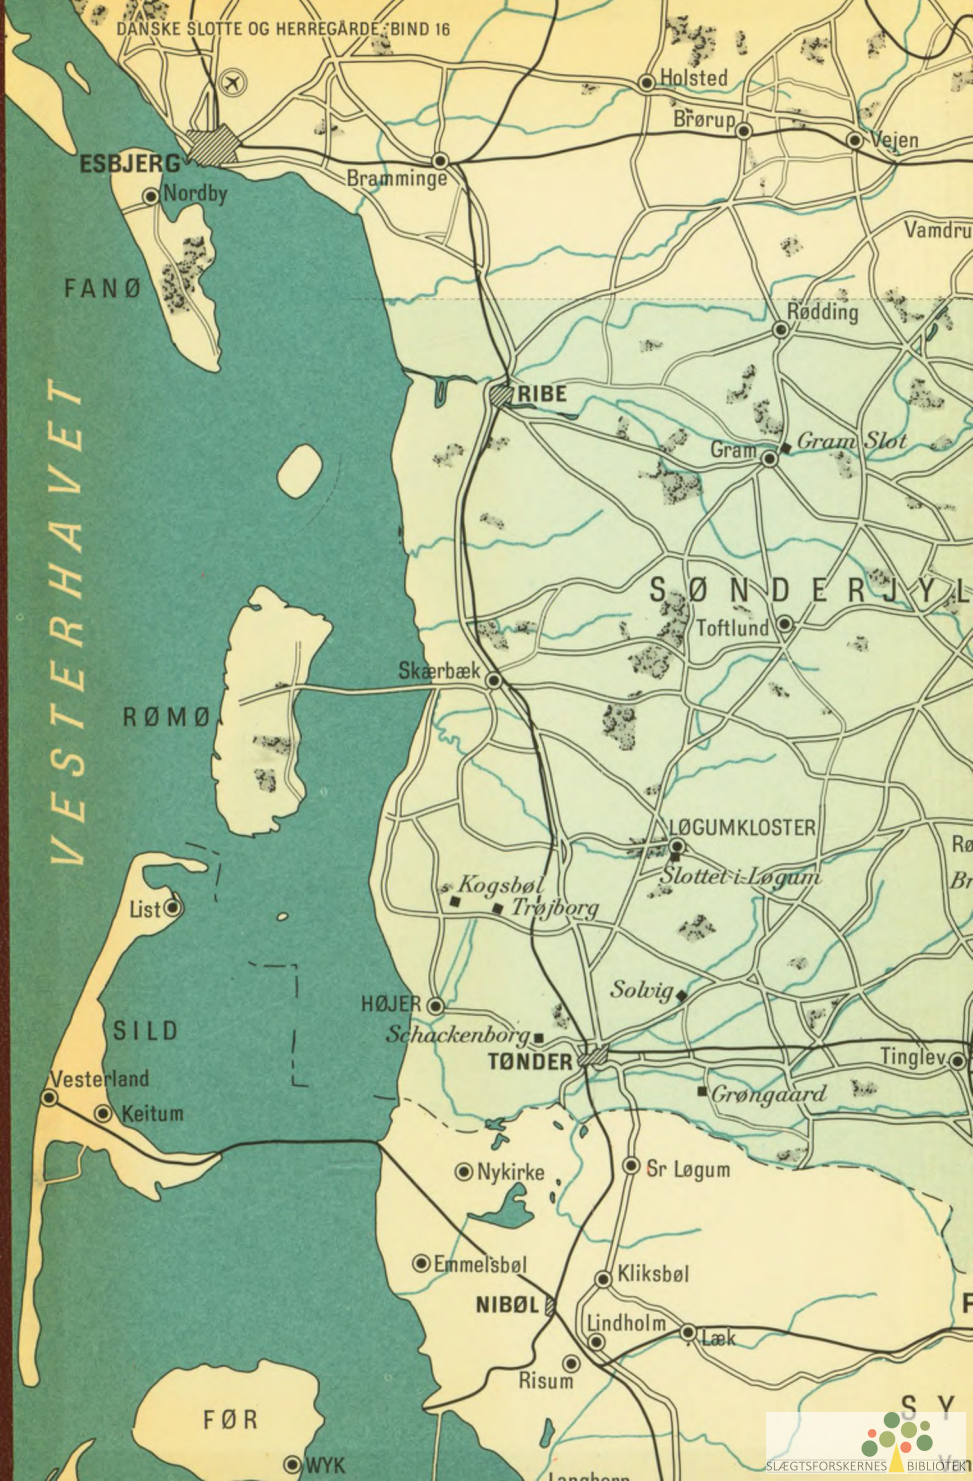 DANSKE SLOTTE OG HERREGÅRDE, BIND 16
Holsted
Brørup
Vejen
ESBJERG
Bramminge
Nordby
Vamdru
FANØ
Rødding
RIBE
Gram
Gram Slot
VESTERHAVET
SØNDERJYL
Toftlund
Skærbæk
RØMØ
LØGUMKLOSTER
Rø
Slottet i Løgum
Br
Kogsbøl
Trøjborg
List
Solvig
HØJER
SILD
Schackenborg
TØNDER
Tinglev
Vesterland
Grøngaard
Keitum
Nykirke
Sr Løgum
Emmelsbøl
Kliksbøl
NIBØL
F
Lindholm
Læk
Risum
FØR
S Y
WYK
SLÆGTSFORSKERNES BIBLIOTEK